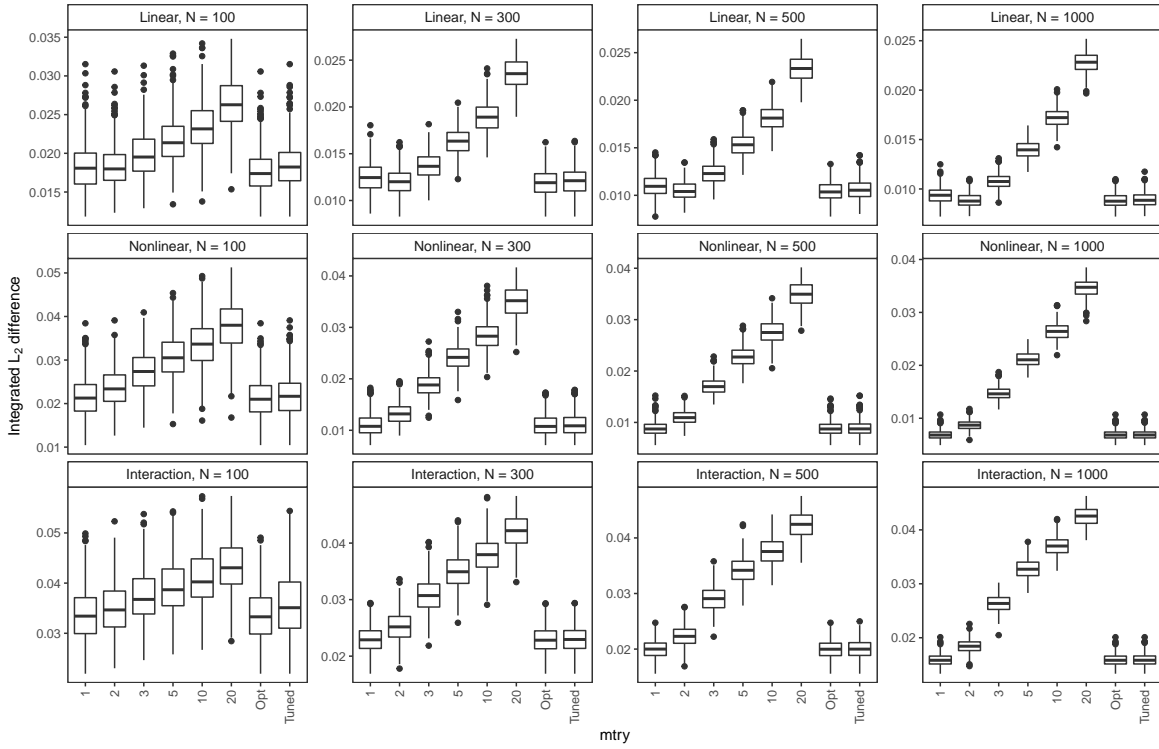 Linear, N = 100
Linear, N = 300
Linear, N = 500
Linear, N = 1000
0.035
0.030
0.025
0.020
0.015
0.025
0.020
0.015
0.010
0.025
0.020
0.015
0.010
0.025
0.020
0.015
0.010
Nonlinear, N = 100
Nonlinear, N = 300
Nonlinear, N = 500
Nonlinear, N = 1000
0.05
0.04
0.03
0.02
0.01
0.04
0.03
0.02
0.01
0.04
0.03
0.02
0.01
0.04
0.03
0.02
0.01
Integrated L₂ difference
Interaction, N = 100
Interaction, N = 300
Interaction, N = 500
Interaction, N = 1000
0.05
0.04
0.03
0.04
0.03
0.02
0.04
0.03
0.02
0.04
0.03
0.02
1 2 3 5 10 20 Opt Tuned
1 2 3 5 10 20 Opt Tuned
1 2 3 5 10 20 Opt Tuned
1 2 3 5 10 20 Opt Tuned
mtry